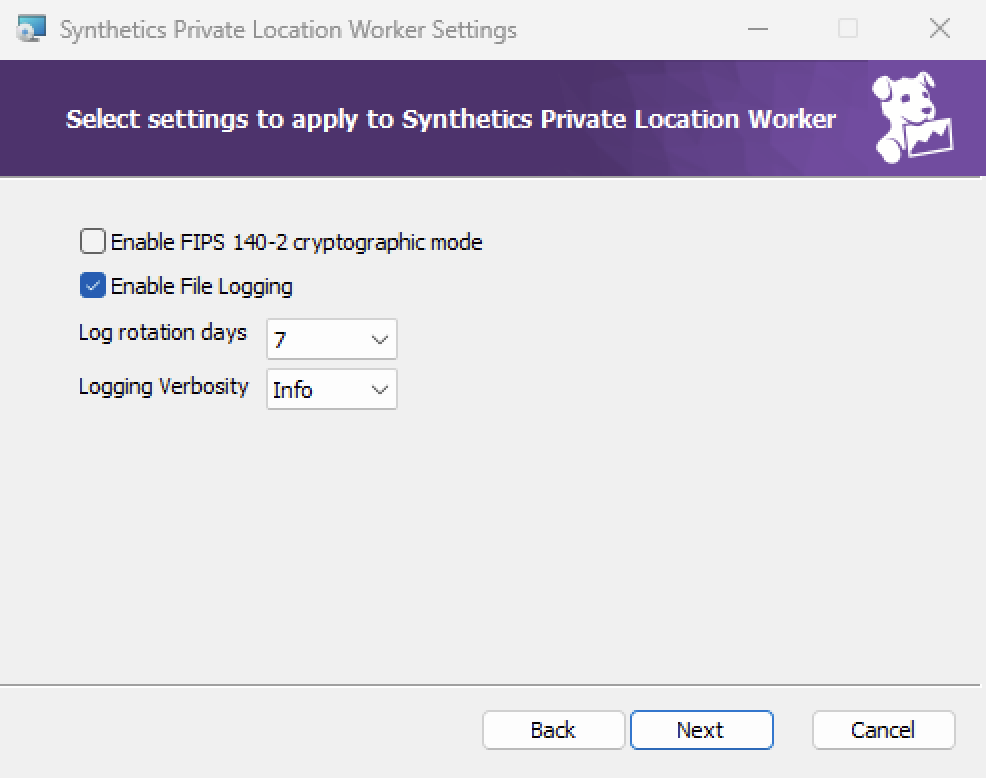 Synthetics Private Location Worker Settings
Select settings to apply to Synthetics Private Location Worker
Enable FIPS 140-2 cryptographic mode
Enable File Logging
Log rotation days 7
Logging Verbosity Info
Back Next Cancel